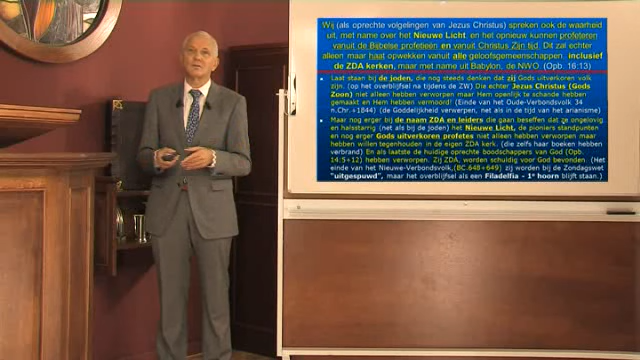 Wij (als oprechte volgelingen van Jezus Christus) spreken ook de waarheid
uit, met name over het Nieuwe Licht, en het opnieuw kunnen profeteren
vanuit de Bijbelse profetieën en vanuit Christus Zijn tijd. Dit zal echter
alleen maar haat opwekken vanuit alle geloofsgemeenschappen, inclusief
de ZDA kerken, maar met name uit Babylon, de NWO (Opb. 16:13)
Laat staan bij de joden, die nog steeds denken dat zij Gods uitverkoren volk
zijn. (op het overblijfsel na tijdens de ZW) Die echter Jezus Christus (Gods
Zoon) niet alleen hebben verworpen maar Hem openlijk te schande hebben
gemaakt en Hem hebben vermoord! (Einde van het Oude-Verbondsvolk 34
n.Chr.+1844) (de Goddelijkheid verwerpen, net als in de tijd van het arianisme)
Maar nog erger bij de naam ZDA en leiders die gaan beseffen dat ze eigenwijs
en halsstarrig (net als bij de joden) het Nieuwe Licht, de pioniers standpunten
en nog erger Gods uitverkoren profetes niet alleen hebben verworpen maar
hebben willen tegenhouden in de eigen ZDA kerk. (die zelfs haar boeken hebben
verbrand) En als laatste de huidige oprechte boodschappers van God (Opb.
14:5+12) hebben verworpen. Zij ZDA, worden schuldig voor God bevonden. (Het
einde van het Nieuwe-Verbondsvolk,(BC.648+649) zij worden bij de Zondagswet
"uitgespuwd", maar het overblijfsel als een Filadelfia - 1e hoorn blijft staan.)